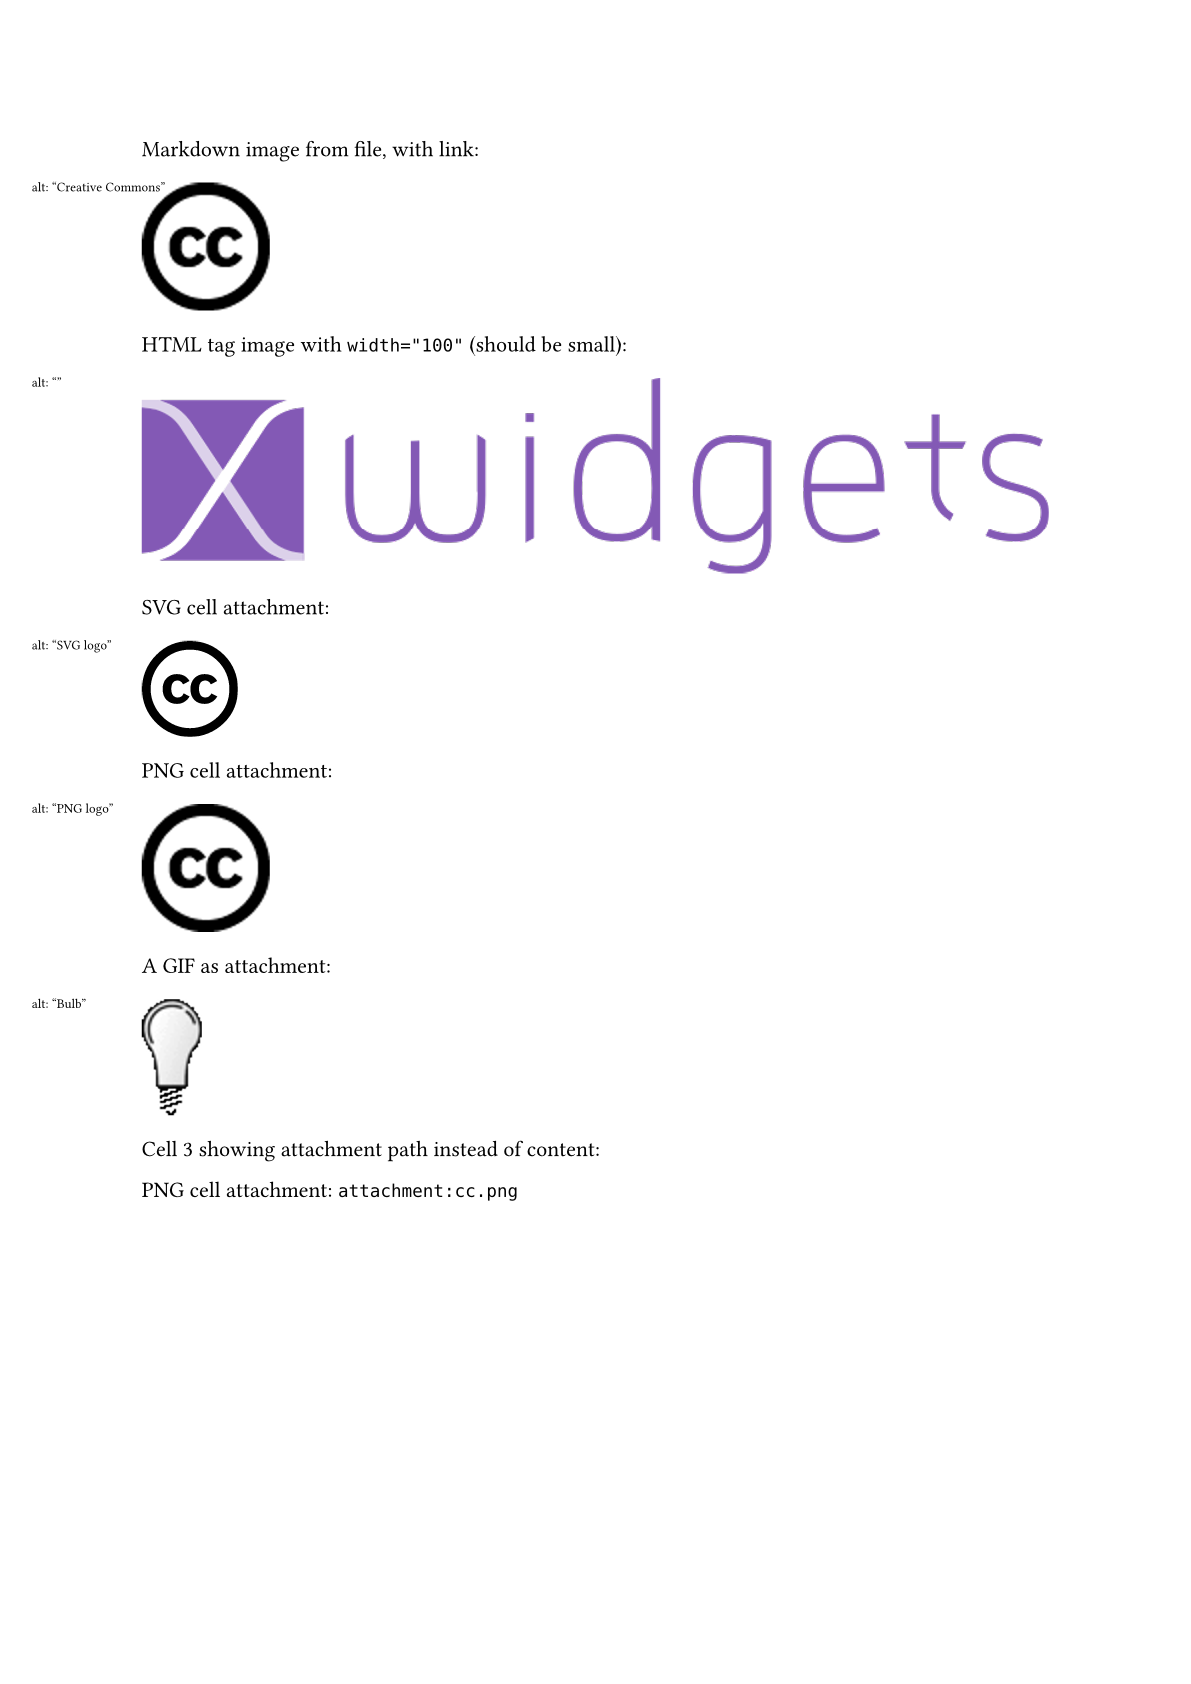 Markdown image from file, with link:
alt: “Creative Commons”
cc
HTML tag image with width="100" (should be small):
alt: “”
X widgets
SVG cell attachment:
alt: “SVG logo”
cc
PNG cell attachment:
alt: “PNG logo”
cc
A GIF as attachment:
alt: “Bulb”
Cell 3 showing attachment path instead of content:
PNG cell attachment: attachment:cc.png